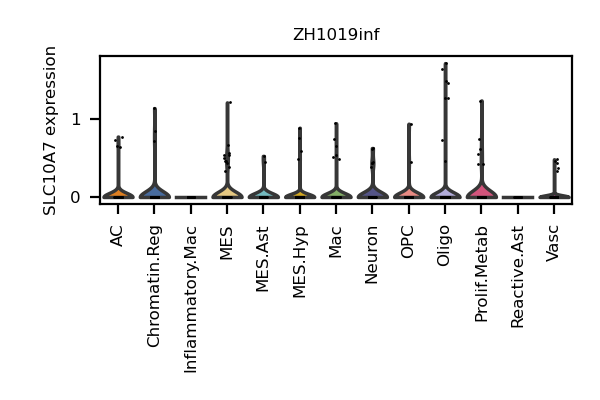 ZH1019inf
SLC10A7 expression
1
0
AC
Chromatin.Reg
Inflammatory.Mac
MES
MES.Ast
MES.Hyp
Mac
Neuron
OPC
Oligo
Prolif.Metab
Reactive.Ast
Vasc